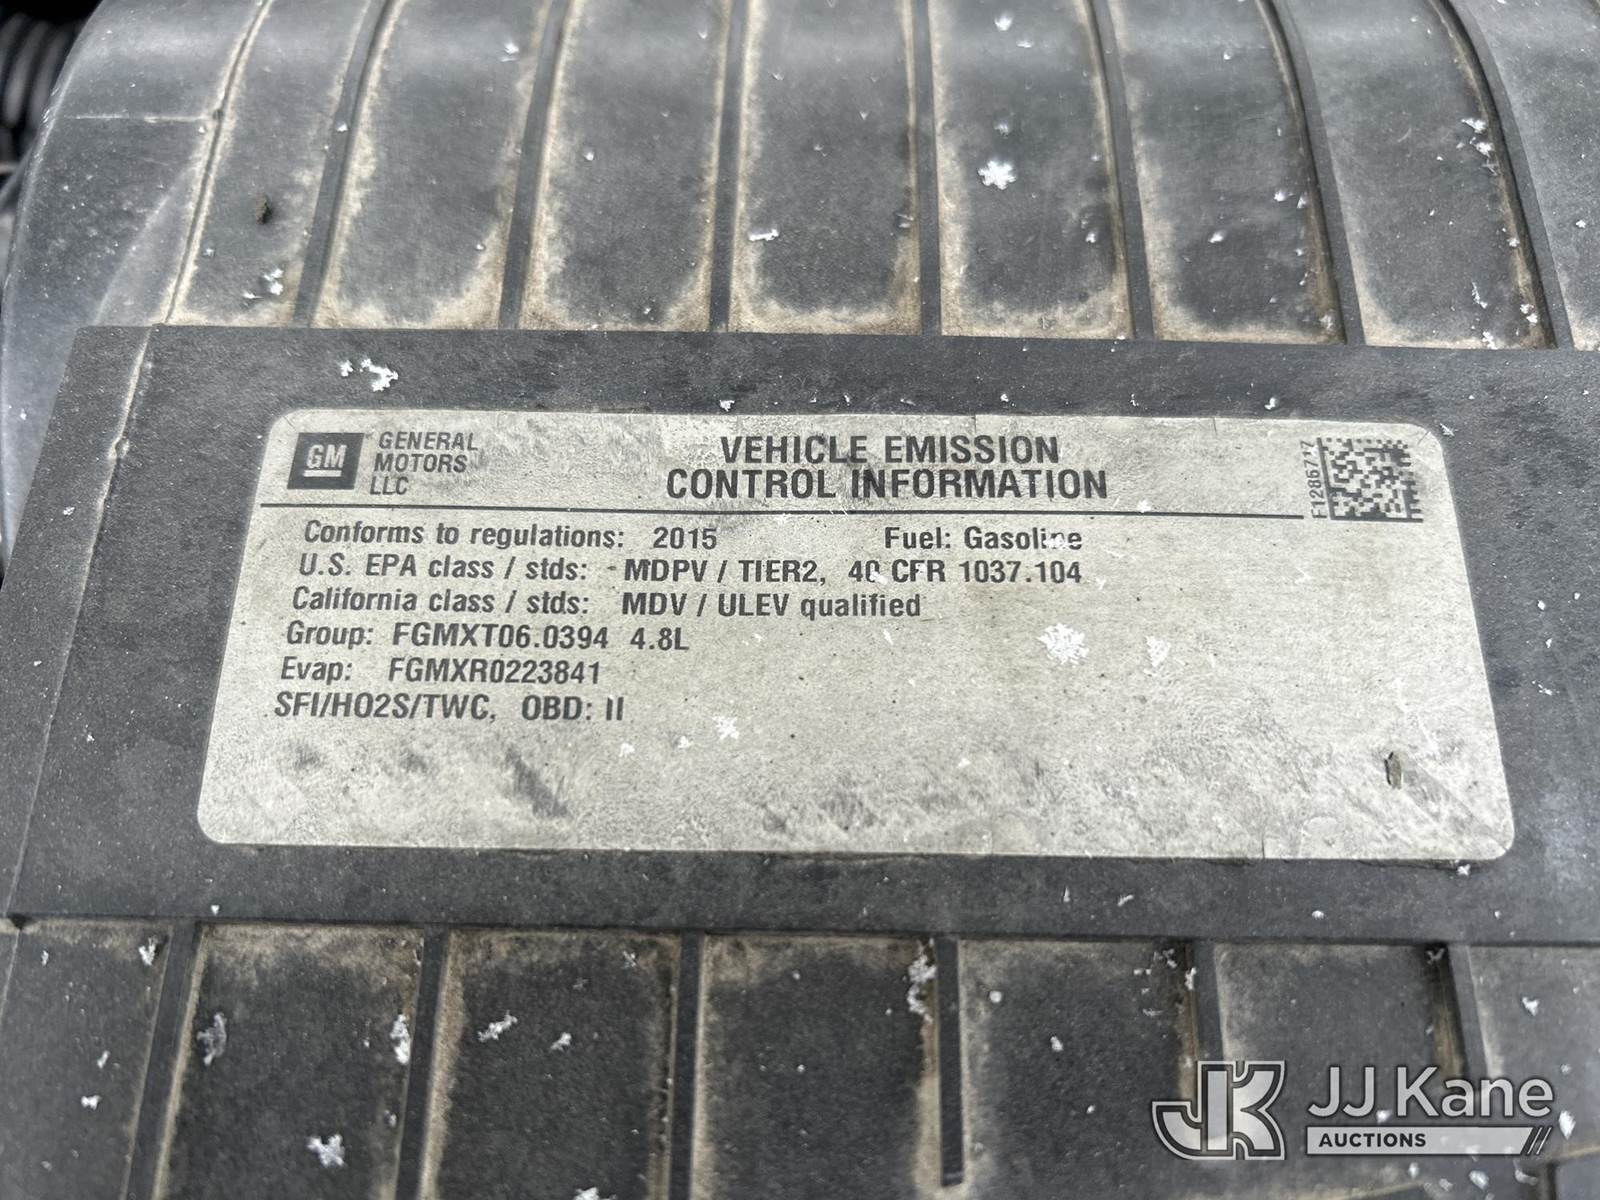 GM
GENERAL
MOTORS
LLC
VEHICLE EMISSION
CONTROL INFORMATION
Conforms to regulations: 2015 Fuel: Gasoline
U.S. EPA class / stds: MDPV / TIER2, 40 CFR 1037.104
California class / stds: MDV / ULEV qualified
Group: FGMXT06.0394 4.8L
Evap: FGMXR0223841
SFI/HO2S/TWC, OBD: II
JK
JJ Kane
AUCTIONS